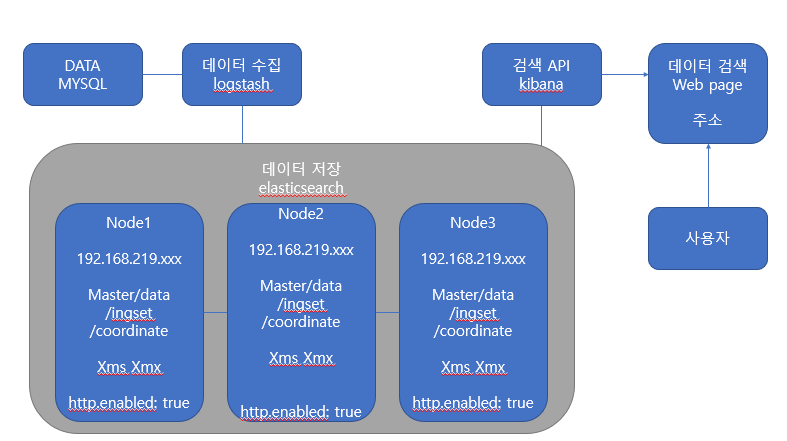 DATA
MYSQL
데이터 수집
logstash
검색 API
kibana
데이터 검색
Web page
주소
사용자
데이터 저장
elasticsearch
Node1
192.168.219.xxx
Master/data
/ingset
/coordinate
Xms Xmx
http.enabled: true
Node2
192.168.219.xxx
Master/data
/ingset
/coordinate
Xms Xmx
http.enabled: true
Node3
192.168.219.xxx
Master/data
/ingset
/coordinate
Xms Xmx
http.enabled: true